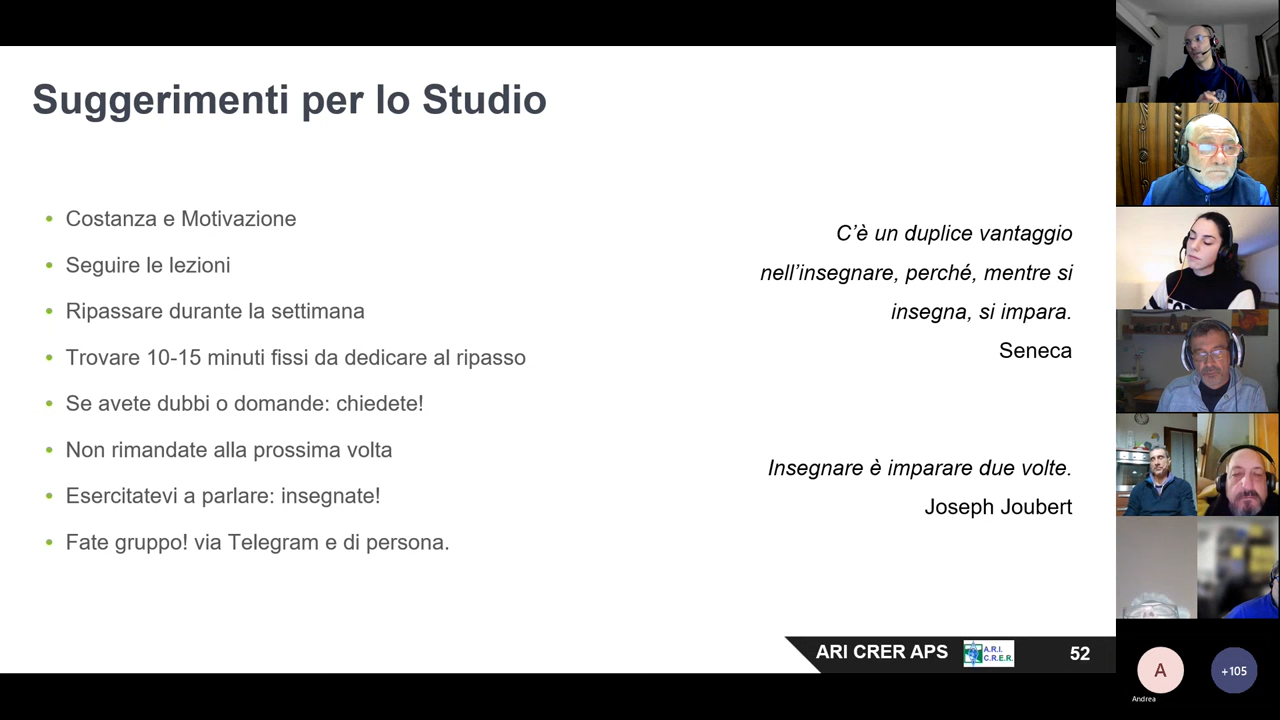 Suggerimenti per lo Studio
• Costanza e Motivazione
• Seguire le lezioni
• Ripassare durante la settimana
• Trovare 10-15 minuti fissi da dedicare al ripasso
• Se avete dubbi o domande: chiedete!
• Non rimandate alla prossima volta
• Esercitatevi a parlare: insegnate!
• Fate gruppo! via Telegram e di persona.
C’è un duplice vantaggio
nell’insegnare, perché, mentre si
insegna, si impara.
Seneca
Insegnare è imparare due volte.
Joseph Joubert
ARI CRER APS
A.R.I.
C.R.E.R.
52
A
Andrea
+105